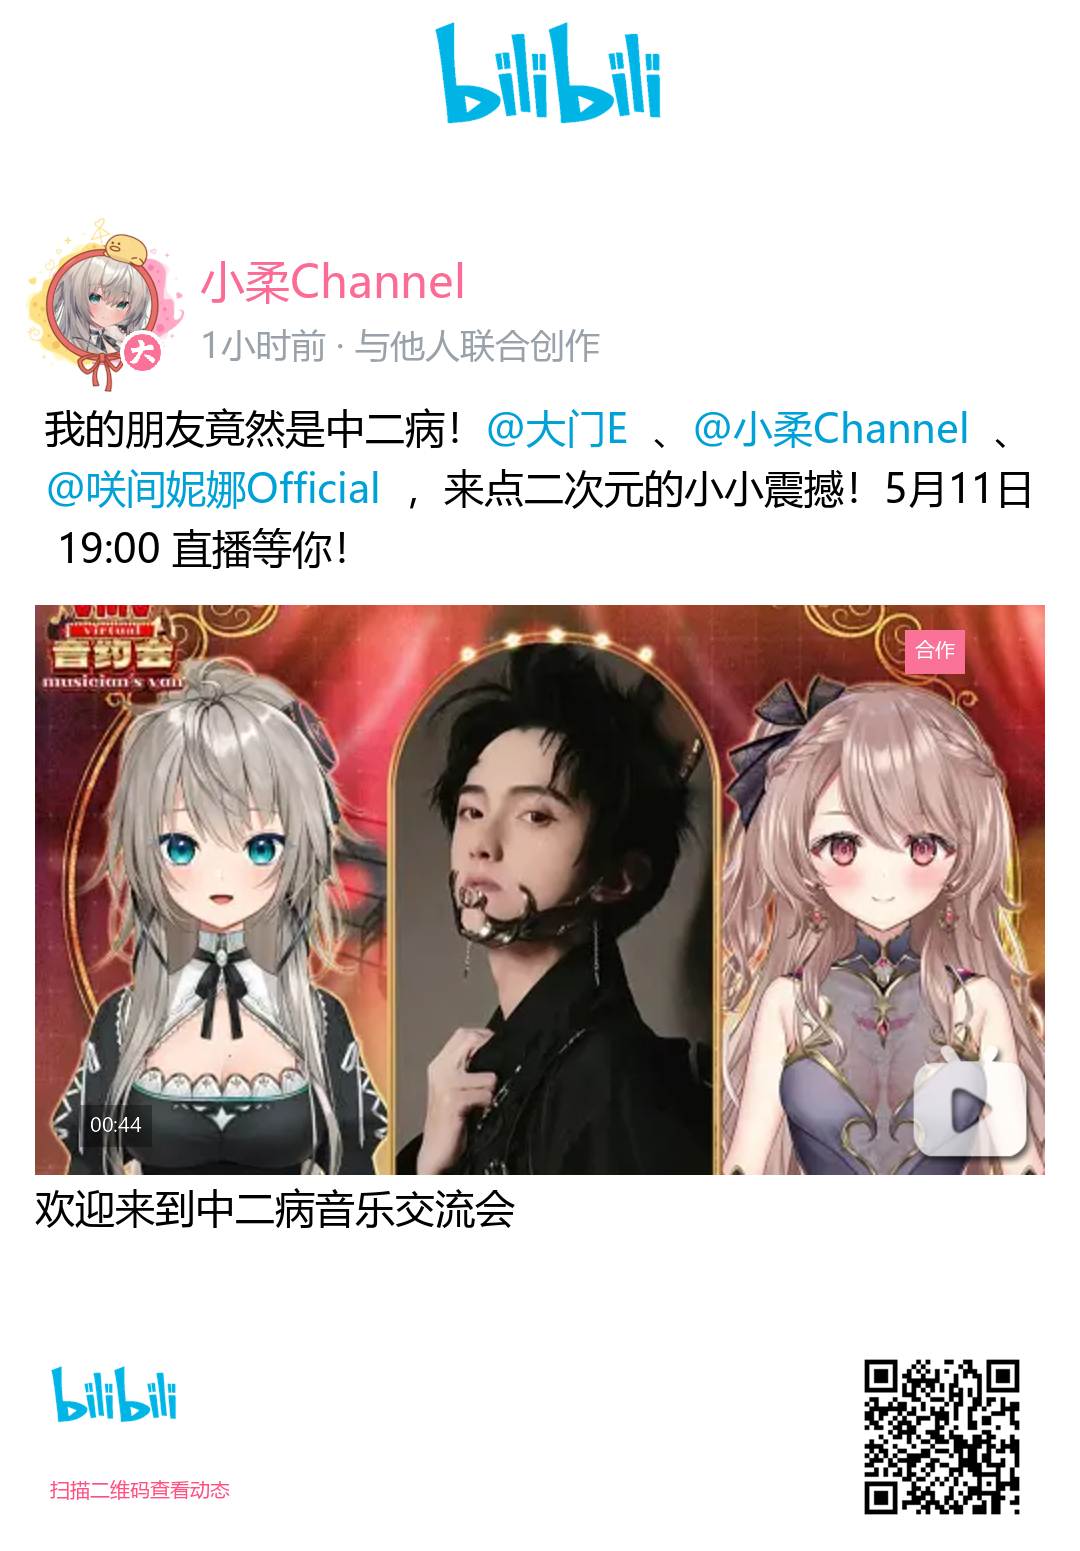 bilibili
小柔Channel
大
1小时前 · 与他人联合创作
我的朋友竟然是中二病！@大门E 、@小柔Channel 、
@咲间妮娜Official ，来点二次元的小小震撼！5月11日
19:00 直播等你！
virtual
音药会
musician's van
合作
00:44
欢迎来到中二病音乐交流会
bilibili
扫描二维码查看动态